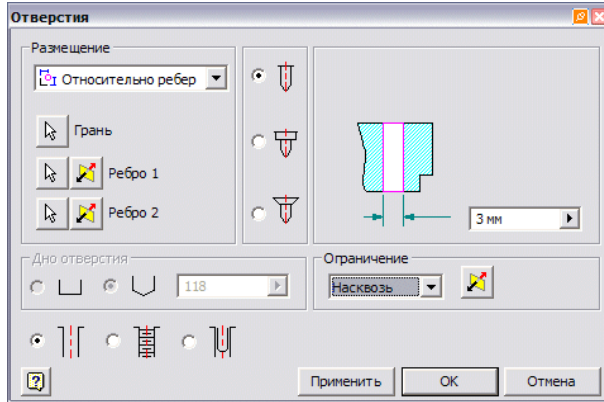 Отверстия
Размещение
Относительно ребер
Грань
Ребро 1
Ребро 2
3 мм
Дно отверстия
118
Ограничение
Насквозь
Применить
OK
Отмена